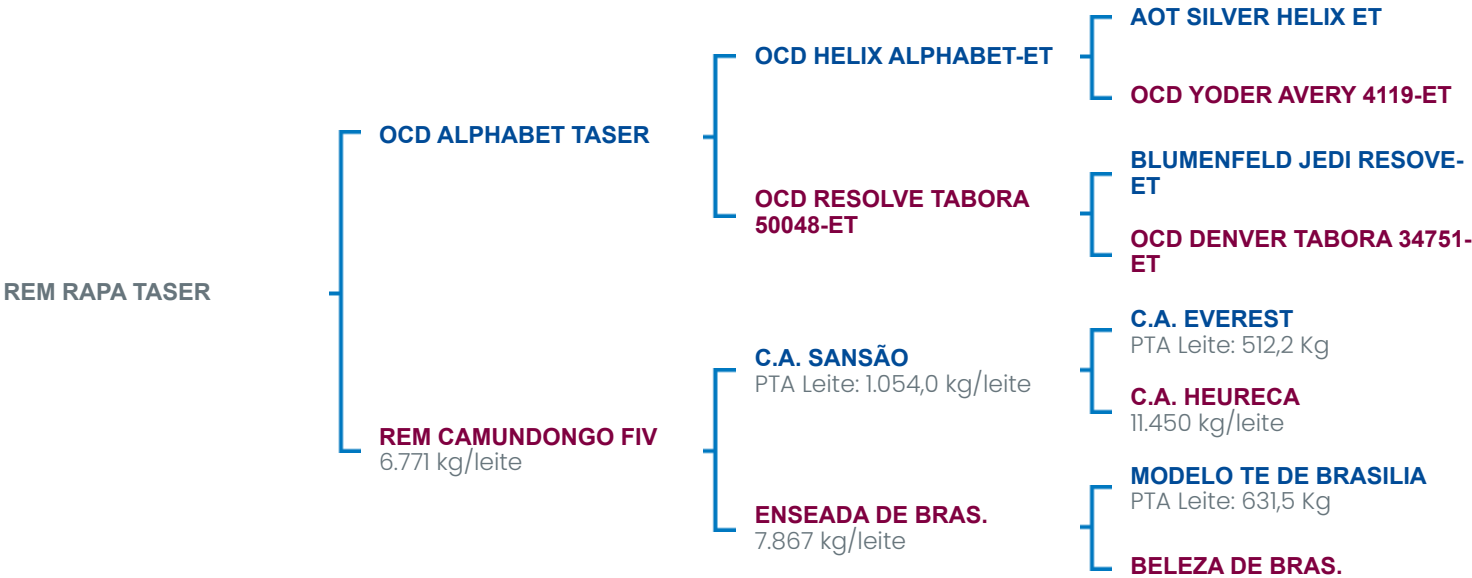 AOT SILVER HELIX ET
OCD HELIX ALPHABET-ET
OCD YODER AVERY 4119-ET
OCD ALPHABET TASER
BLUMENFELD JEDI RESOVE-
ET
OCD RESOLVE TABORA
50048-ET
OCD DENVER TABORA 34751-
ET
REM RAPA TASER
C.A. EVEREST
PTA Leite: 512,2 Kg
C.A. SANSÃO
PTA Leite: 1.054,0 kg/leite
C.A. HEURECA
11.450 kg/leite
REM CAMUNDONGO FIV
6.771 kg/leite
MODELO TE DE BRASILIA
PTA Leite: 631,5 Kg
ENSEADA DE BRAS.
7.867 kg/leite
BELEZA DE BRAS.